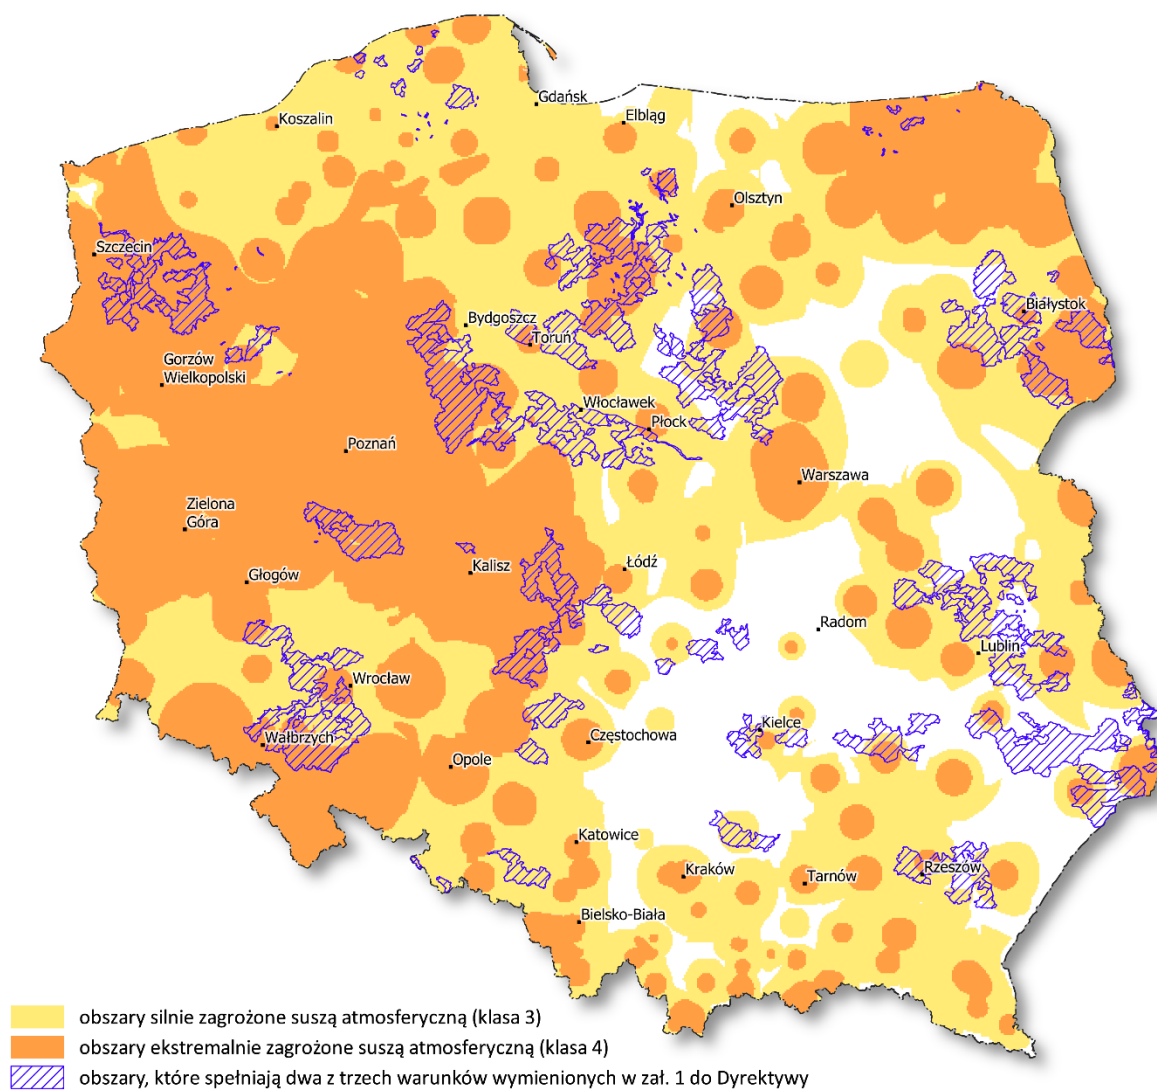 Gdańsk
Koszalin
Elbląg
Olsztyn
Szczecin
Białystok
Bydgoszcz
Toruń
Gorzów
Wielkopolski
Włocławek
Płock
Poznań
Warszawa
Zielona
Góra
Głogów
Kalisz
Łódź
Radom
Lublin
Wrocław
Wałbrzych
Kielce
Częstochowa
Opole
Katowice
Kraków
Tarnów
Rzeszów
Bielsko-Biała
obszary silnie zagrożone suszą atmosferyczną (klasa 3)
obszary ekstremalnie zagrożone suszą atmosferyczną (klasa 4)
obszary, które spełniają dwa z trzech warunków wymienionych w zał. 1 do Dyrektywy